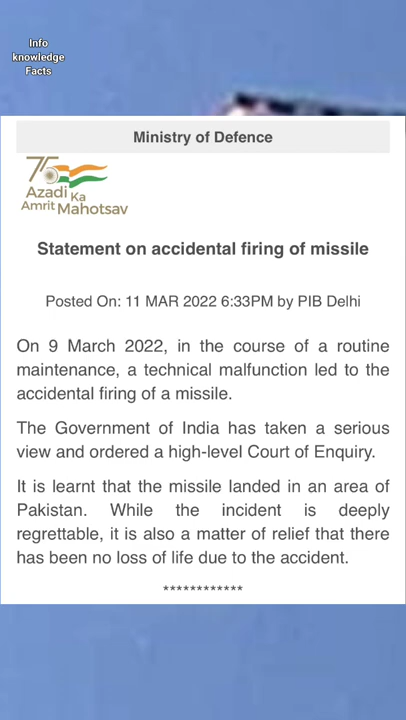 Info
knowledge
Facts
Ministry of Defence
75
Azadi Ka
Amrit Mahotsav
Statement on accidental firing of missile
Posted On: 11 MAR 2022 6:33PM by PIB Delhi
On 9 March 2022, in the course of a routine
maintenance, a technical malfunction led to the
accidental firing of a missile.
The Government of India has taken a serious
view and ordered a high-level Court of Enquiry.
It is learnt that the missile landed in an area of
Pakistan. While the incident is deeply
regrettable, it is also a matter of relief that there
has been no loss of life due to the accident.
************